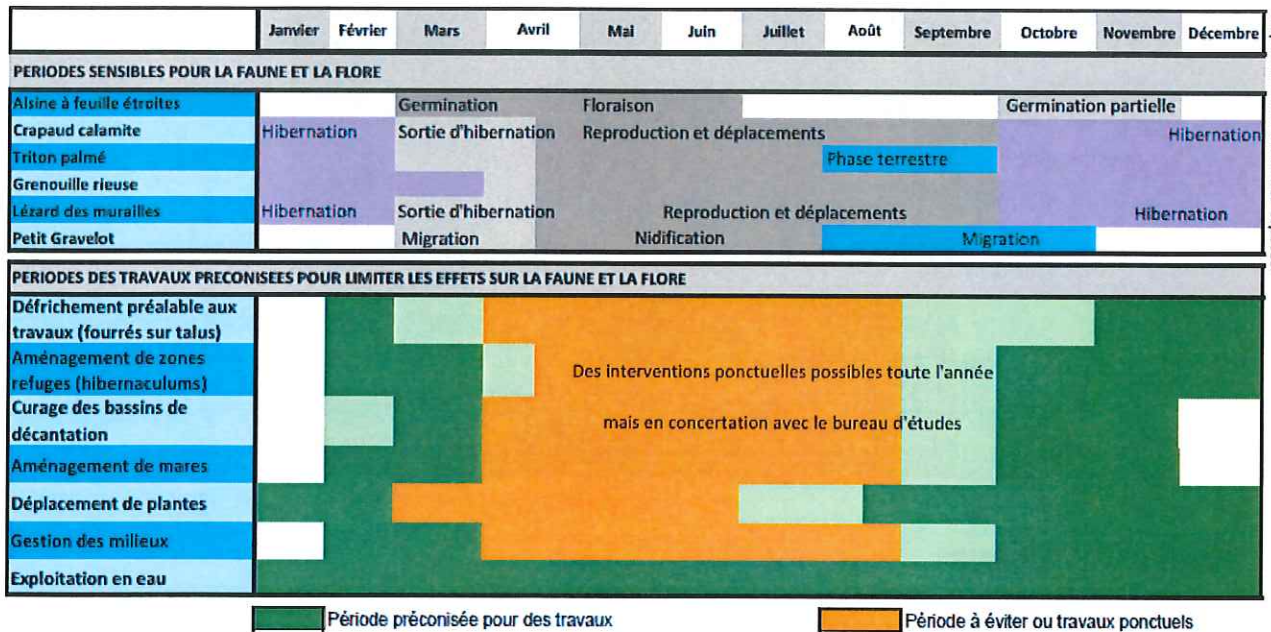 Janvier Février Mars Avril Mai Juin Juillet Août Septembre Octobre Novembre Décembre
PERIODES SENSIBLES POUR LA FAUNE ET LA FLORE
Alsine à feuille étroites Germination Floraison Germination partielle
Crapaud calamite Hibernation Sortie d'hibernation Reproduction et déplacements Hibernation
Triton palmé Phase terrestre
Grenouille rieuse
Lézard des murailles Hibernation Sortie d'hibernation Reproduction et déplacements Hibernation
Petit Gravelot Migration Nidification Migration
PERIODES DES TRAVAUX PRECONISEES POUR LIMITER LES EFFETS SUR LA FAUNE ET LA FLORE
Défrichement préalable aux
travaux (fourrés sur talus)
Aménagement de zones
refuges (hibernaculums)
Des interventions ponctuelles possibles toute l'année
Curage des bassins de
décantation
mais en concertation avec le bureau d'études
Aménagement de mares
Déplacement de plantes
Gestion des milieux
Exploitation en eau
Période préconisée pour des travaux Période à éviter ou travaux ponctuels